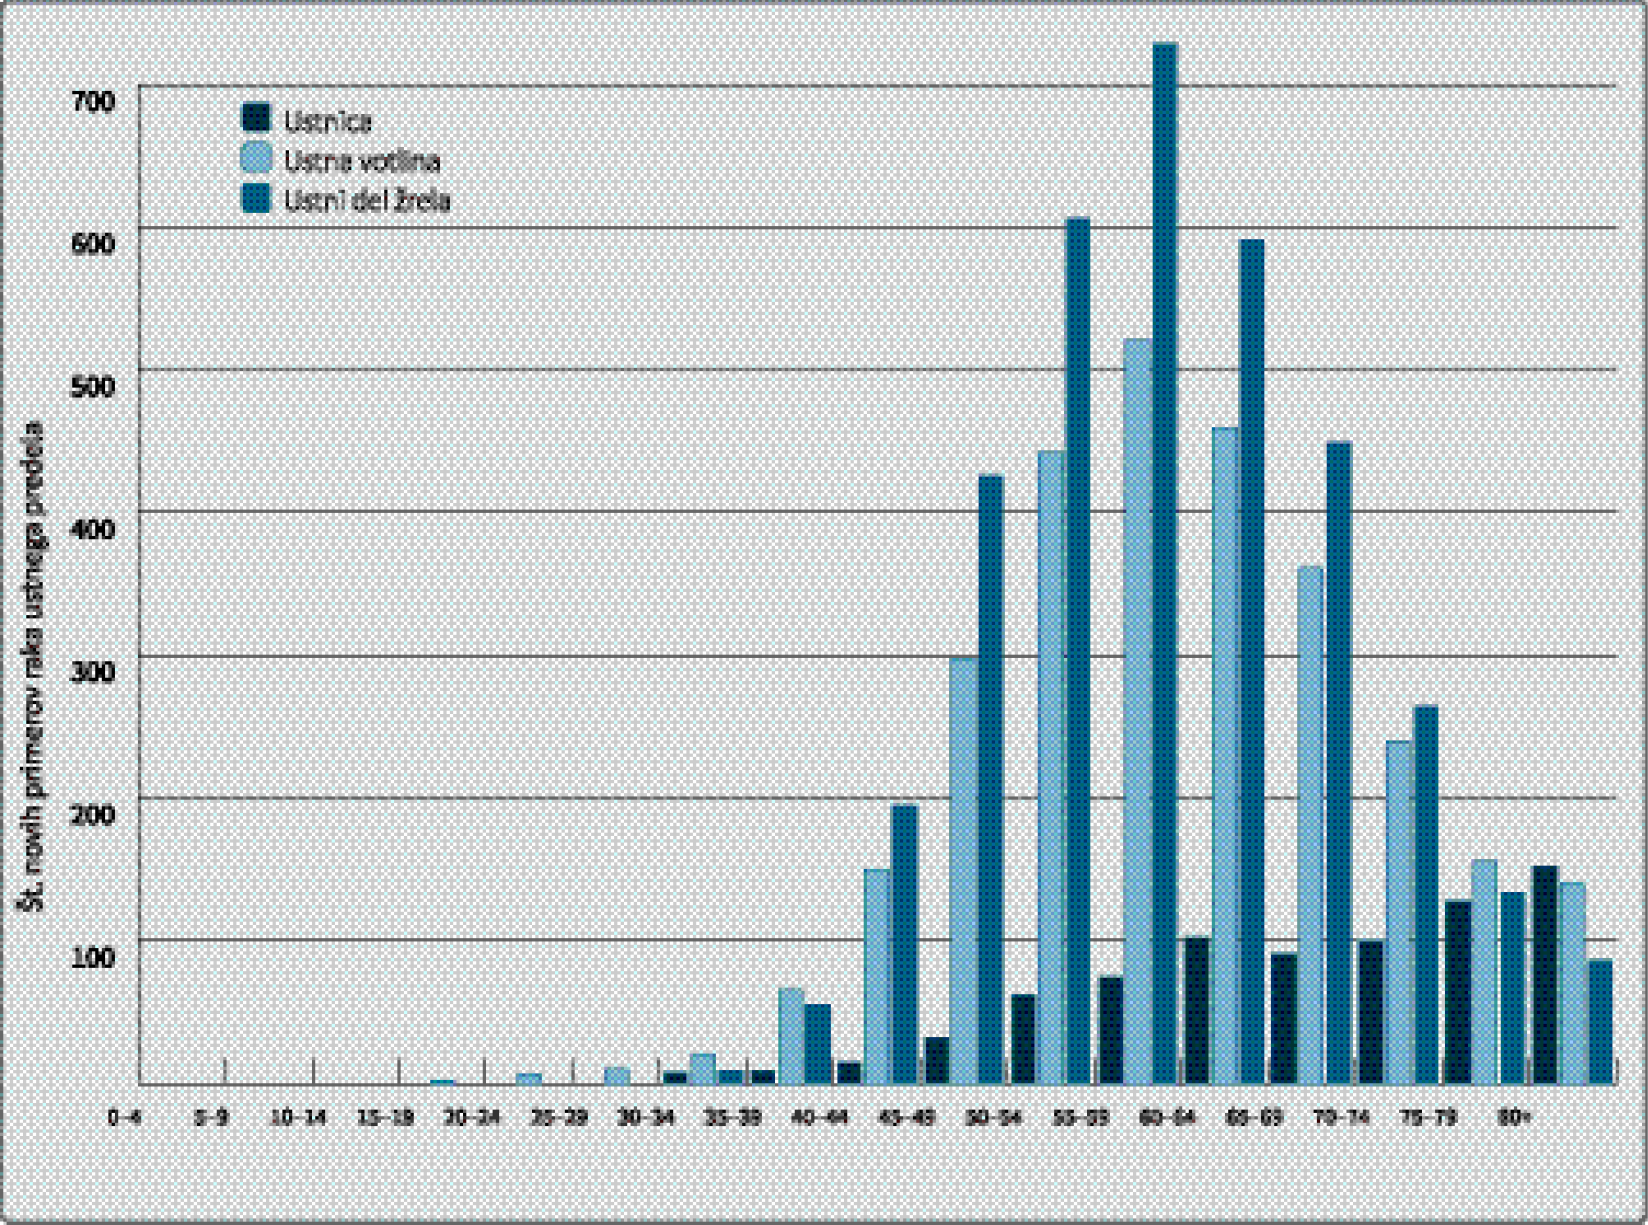 700
Ustnica
Ustna votlina
Ustni del žrela
600
500
400
300
200
100
Št. novih primerov raka ustnega predela
0-4 5-9 10-14 15-19 20-24 25-29 30-34 35-39 40-44 45-49 50-54 55-59 60-64 65-69 70-74 75-79 80+